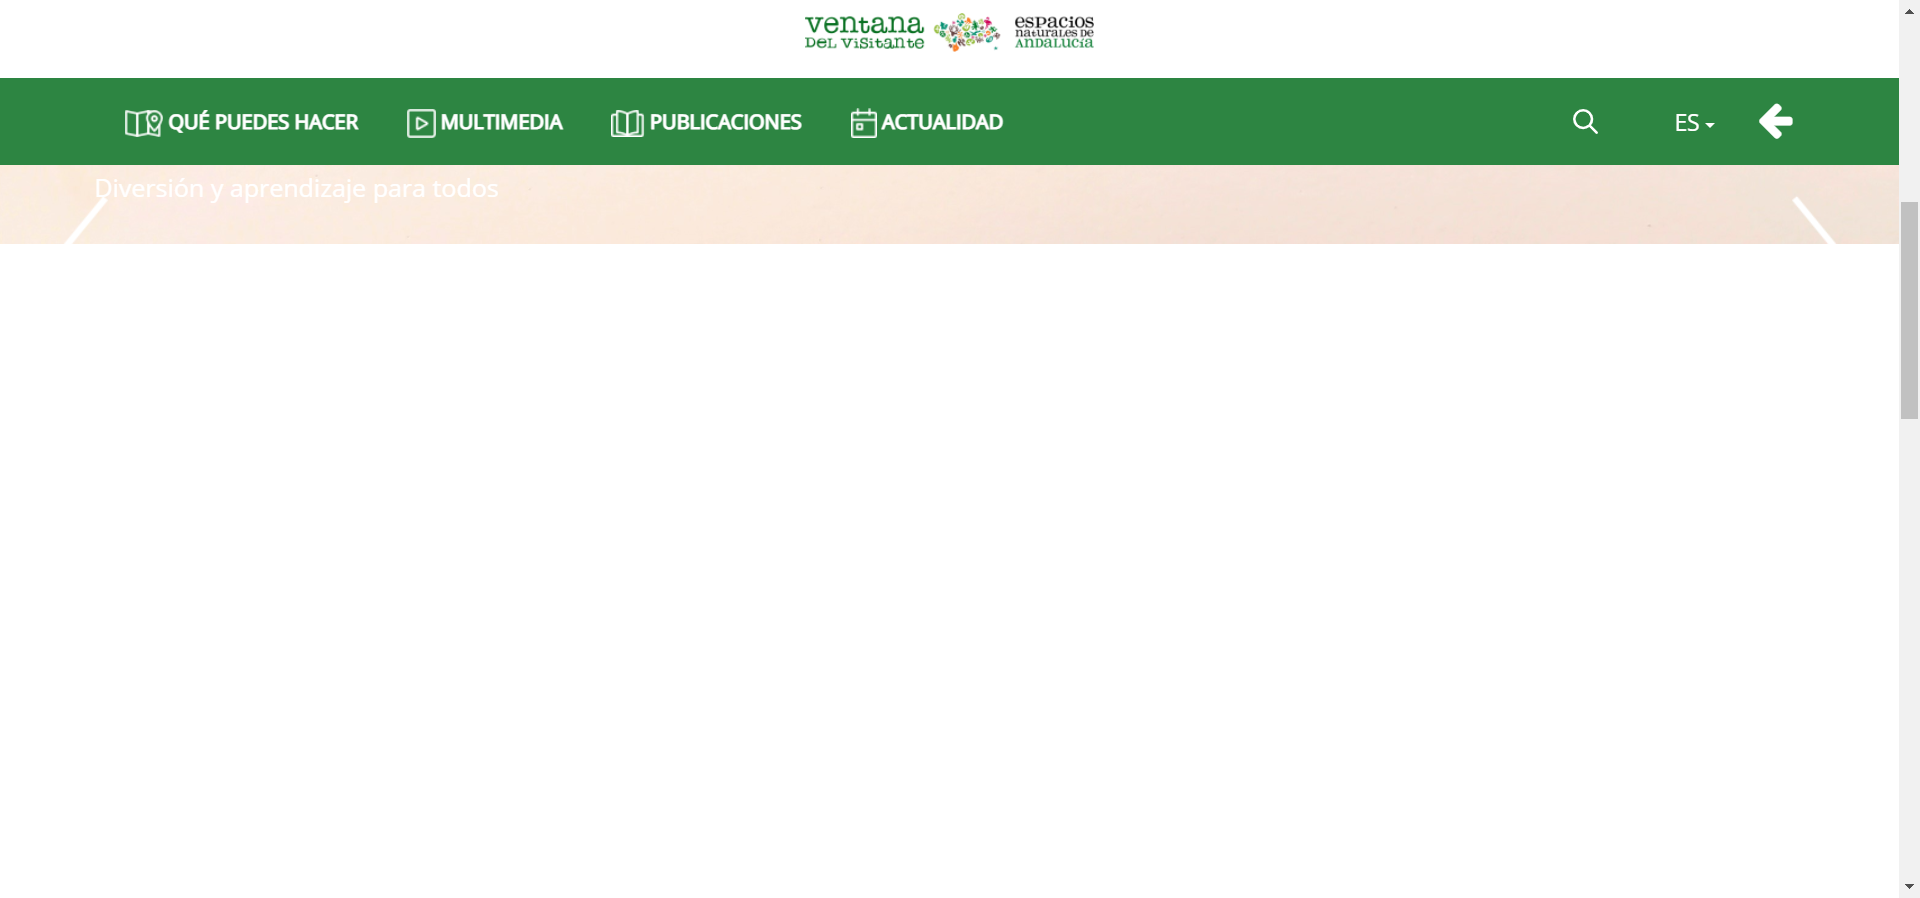 ventana
DEL VISITANTE
espacios
naturales de
ANDALUCÍA
QUÉ PUEDES HACER
MULTIMEDIA
PUBLICACIONES
ACTUALIDAD
ES
Diversión y aprendizaje para todos